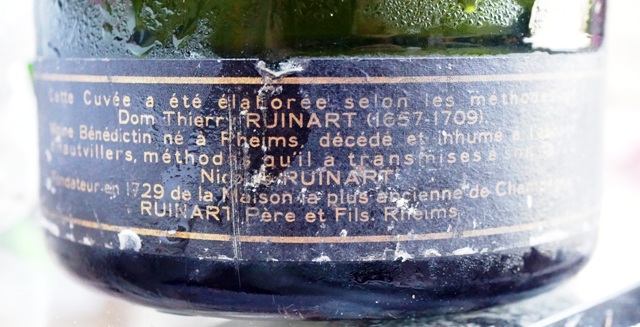 Cette Cuvée a été élaborée selon les méthodes
Dom Thierry RUINART (1657-1709).
Moine Bénédictin né à Rheims, décédé et inhumé à
Hautvillers, méthodes qu'il a transmises à
Nicolas RUINART
Fondateur en 1729 de la Maison la plus ancienne de Champagne
RUINART Père et Fils. Rheims